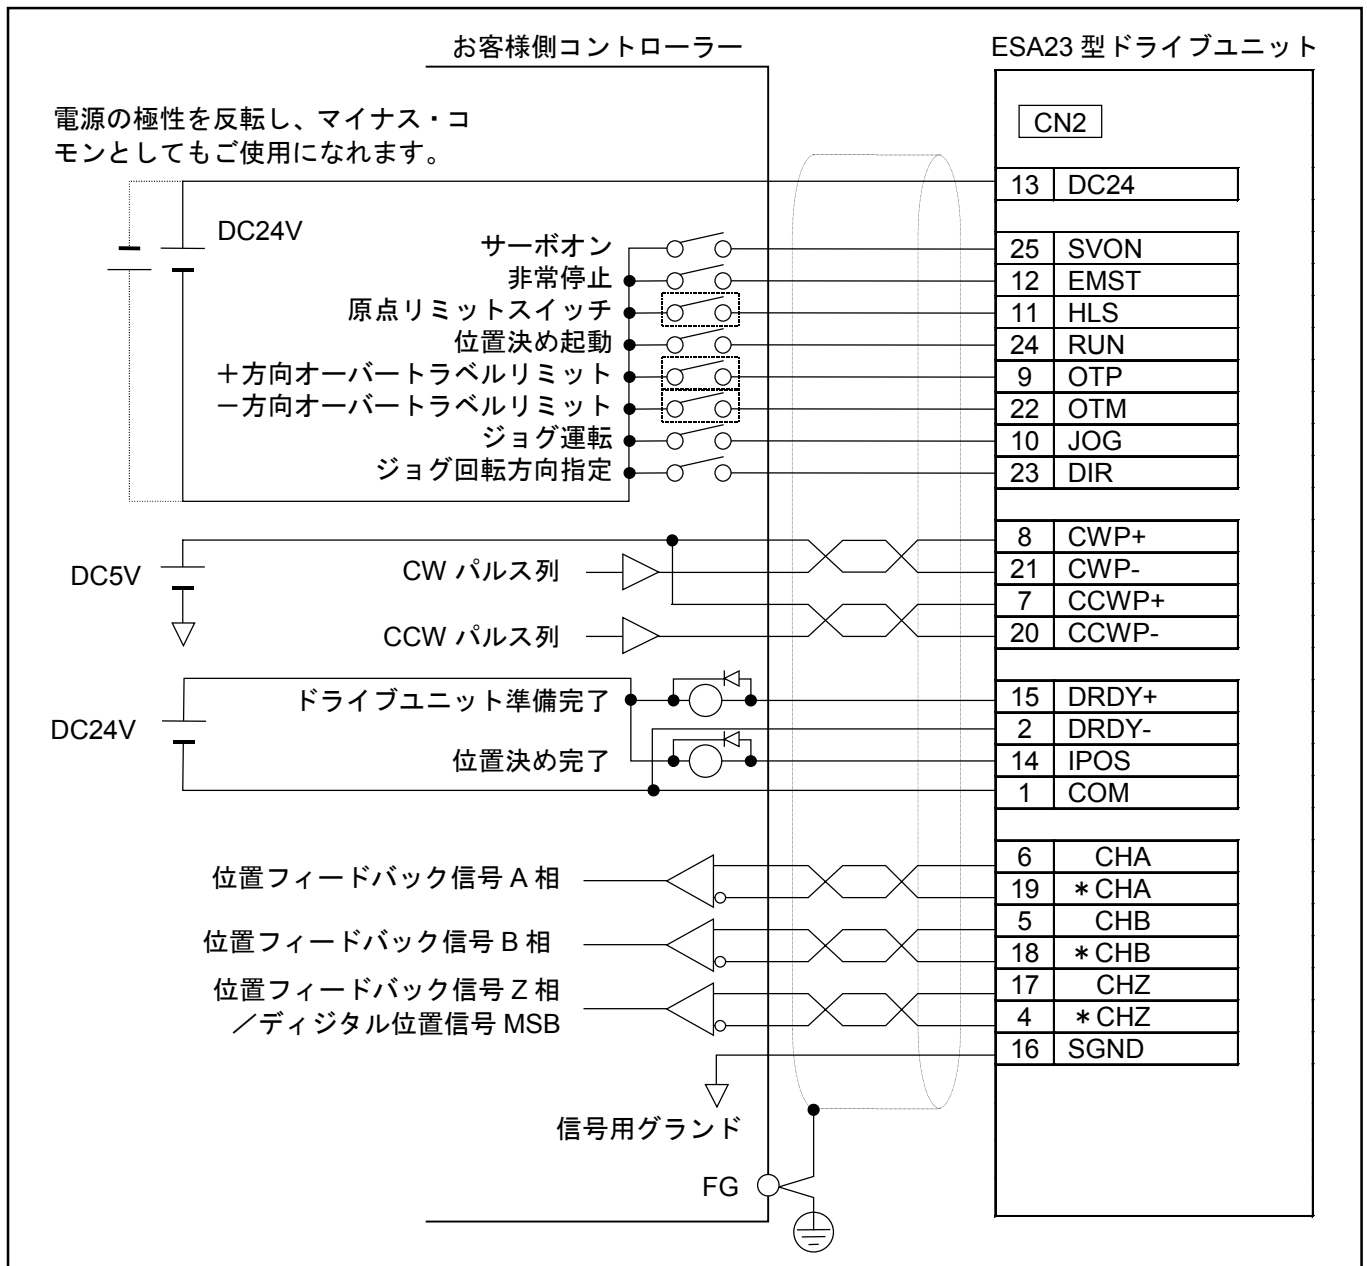 お客様側コントローラー
ESA23 型ドライブユニット
電源の極性を反転し、マイナス・コ
モンとしてもご使用になれます。
CN2
13 DC24
DC24V
サーボオン 25 SVON
非常停止 12 EMST
原点リミットスイッチ 11 HLS
位置決め起動 24 RUN
+方向オーバートラベルリミット 9 OTP
-方向オーバートラベルリミット 22 OTM
ジョグ運転 10 JOG
ジョグ回転方向指定 23 DIR
8 CWP+
DC5V
CW パルス列 21 CWP-
7 CCWP+
CCW パルス列 20 CCWP-
ドライブユニット準備完了 15 DRDY+
DC24V
2 DRDY-
位置決め完了 14 IPOS
1 COM
6 CHA
位置フィードバック信号 A 相
19 *CHA
5 CHB
位置フィードバック信号 B 相
18 *CHB
17 CHZ
位置フィードバック信号 Z 相
/ディジタル位置信号 MSB
4 *CHZ
16 SGND
信号用グランド
FG